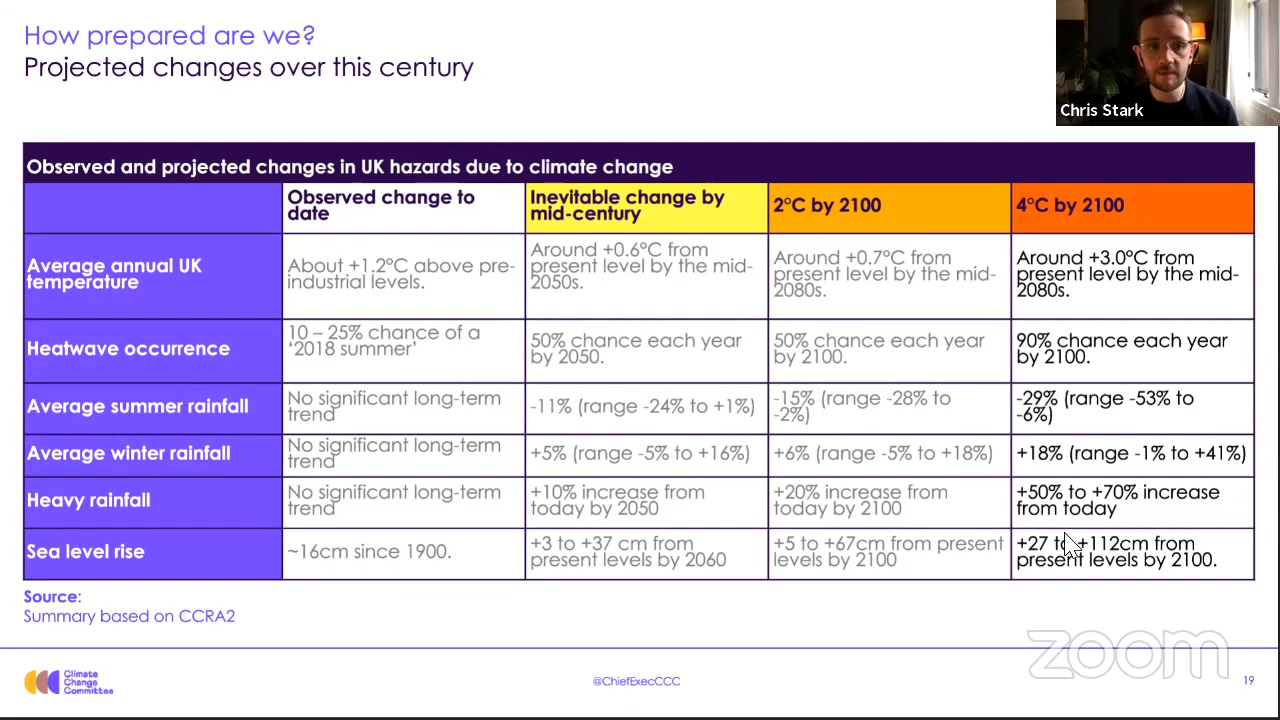 How prepared are we?
Projected changes over this century
Chris Stark
Observed and projected changes in UK hazards due to climate change
Observed change to
date
Inevitable change by
mid-century
2°C by 2100
4°C by 2100
Average annual UK
temperature
About +1.2°C above pre-
industrial levels.
Around +0.6°C from
present level by the mid-
2050s.
Around +0.7°C from
present level by the mid-
2080s.
Around +3.0°C from
present level by the mid-
2080s.
Heatwave occurrence
10 – 25% chance of a
‘2018 summer’
50% chance each year
by 2050.
50% chance each year
by 2100.
90% chance each year
by 2100.
Average summer rainfall
No significant long-term
trend
-11% (range -24% to +1%)
-15% (range -28% to
-2%)
-29% (range -53% to
-6%)
Average winter rainfall
No significant long-term
trend
+5% (range -5% to +16%)
+6% (range -5% to +18%)
+18% (range -1% to +41%)
Heavy rainfall
No significant long-term
trend
+10% increase from
today by 2050
+20% increase from
today by 2100
+50% to +70% increase
from today
Sea level rise
~16cm since 1900.
+3 to +37 cm from
present levels by 2060
+5 to +67cm from present
levels by 2100
+27 to +112cm from
present levels by 2100.
Source:
Summary based on CCRA2
zoom
Climate
Change
Committee
@ChiefExecCCC
19